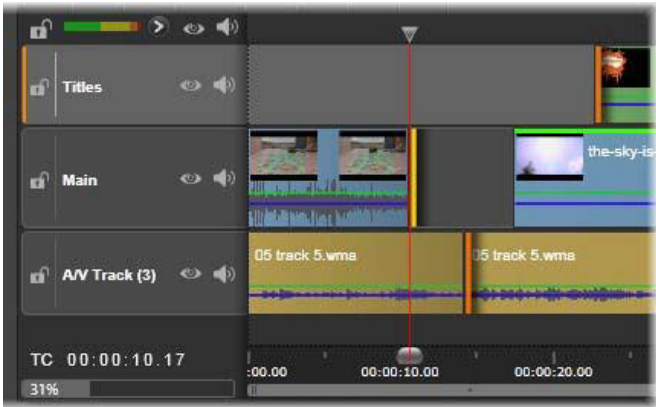 Titles
Main
the-sky-is-
A/V Track (3)
05 track 5.wma
05 track 5.wma
TC 00:00:10.17
:00.00
00:00:10.00
00:00:20.00
31%